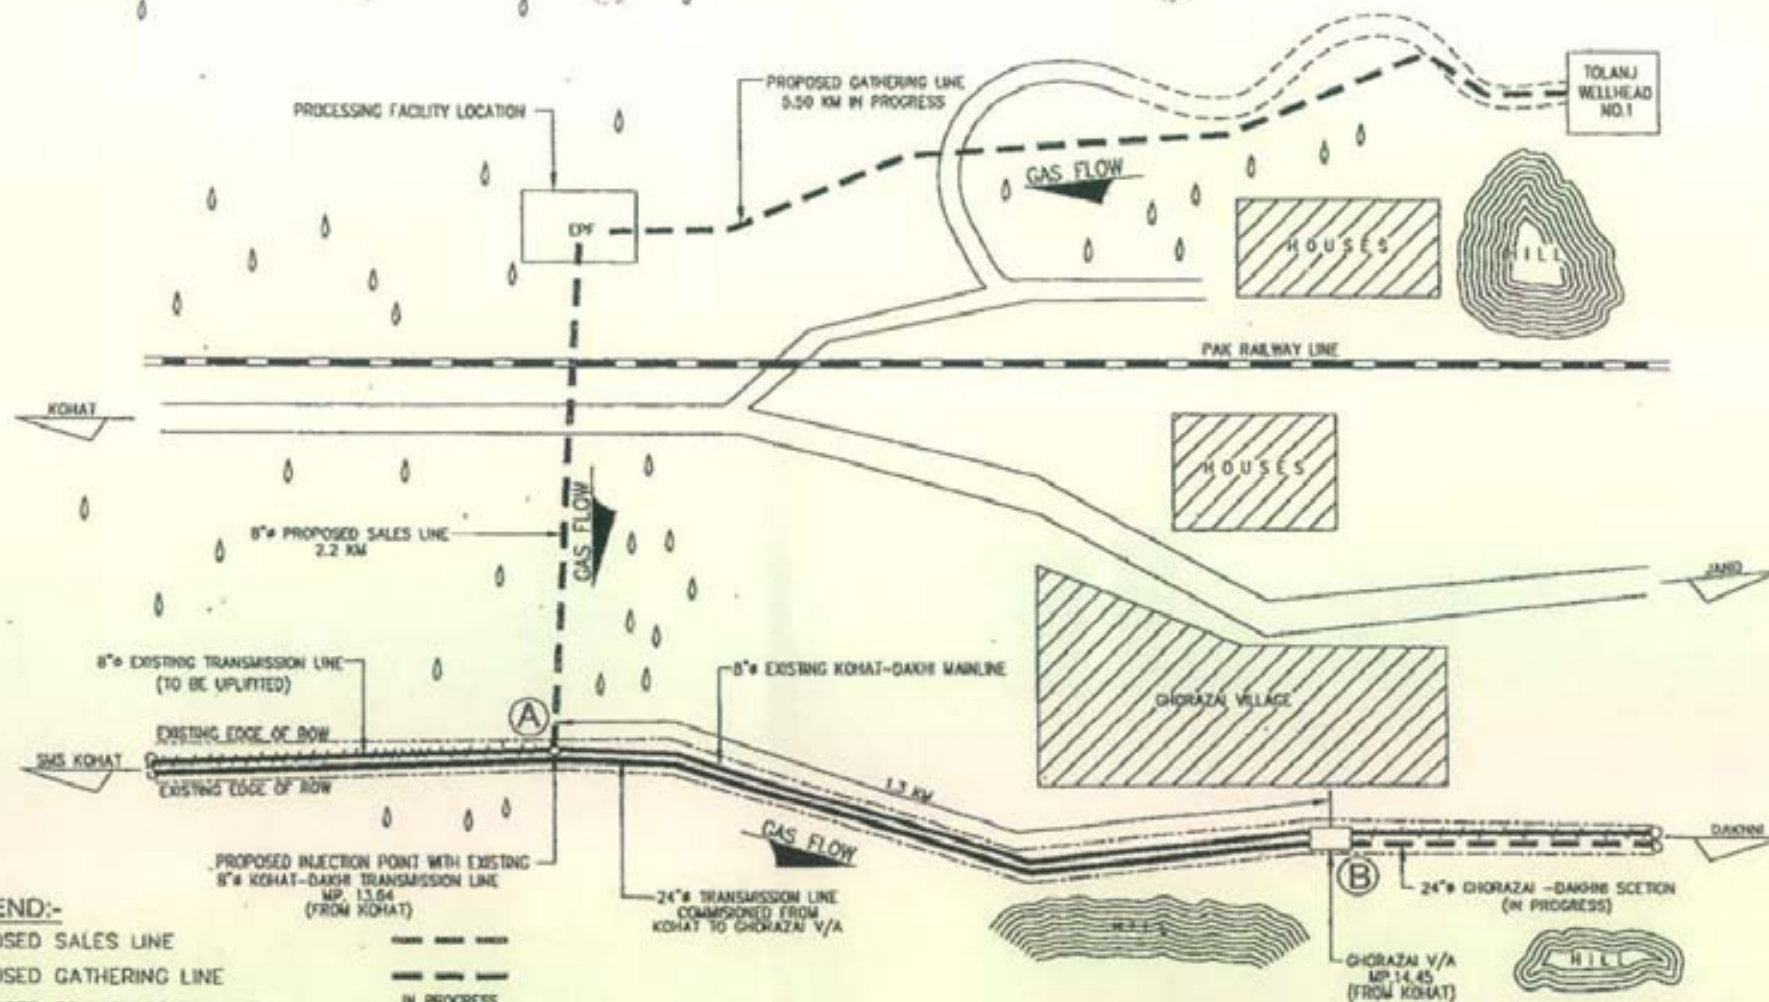 PROPOSED GATHERING LINE
5.50 KM IN PROGRESS
TOLANJ
WELLHEAD
NO.1
PROCESSING FACILITY LOCATION
GAS FLOW
EPF
HOUSES
HILL
PAK RAILWAY LINE
KOHAT
HOUSES
GAS FLOW
8"ø PROPOSED SALES LINE
2.2 KM
JAND
8"ø EXISTING TRANSMISSION LINE
(TO BE UPLIFTED)
8"ø EXISTING KOHAT-DAKHI MAINLINE
GHORAZAI VILLAGE
A
EXISTING EDGE OF ROW
SMS KOHAT
EXISTING EDGE OF ROW
1.3 KM
GAS FLOW
DAKHNI
PROPOSED INJECTION POINT WITH EXISTING
8"ø KOHAT-DAKHI TRANSMISSION LINE
MP. 13.64
(FROM KOHAT)
24"ø TRANSMISSION LINE
COMMISIONED FROM
KOHAT TO GHORAZAI V/A
B
24"ø GHORAZAI -DAKHNI SCETION
(IN PROGRESS)
HILL
GHORAZAI V/A
MP.14.45
(FROM KOHAT)
HILL
END:-
OSED SALES LINE
OSED GATHERING LINE
IN PROGRESS